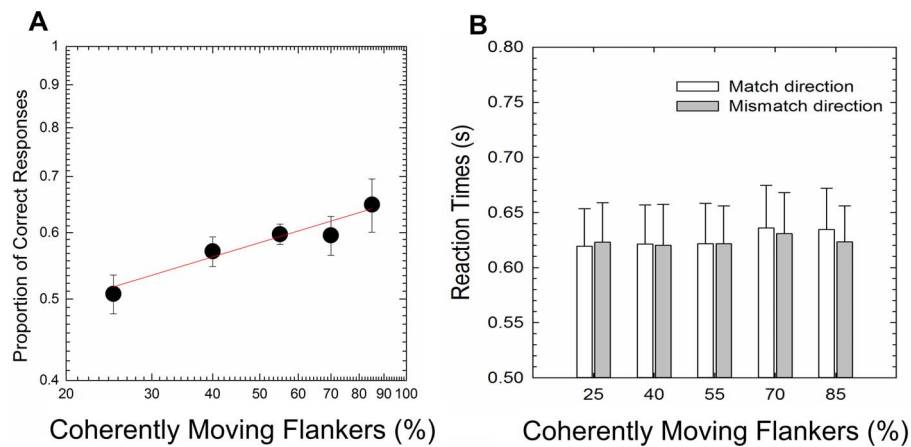 A
Proportion of Correct Responses
1
0.9
0.8
0.7
0.6
0.5
0.4
20 30 40 50 60 70 80 90 100
Coherently Moving Flankers (%)
B
Reaction Times (s)
0.80
0.75
0.70
0.65
0.60
0.55
0.50
Match direction
Mismatch direction
25 40 55 70 85
Coherently Moving Flankers (%)